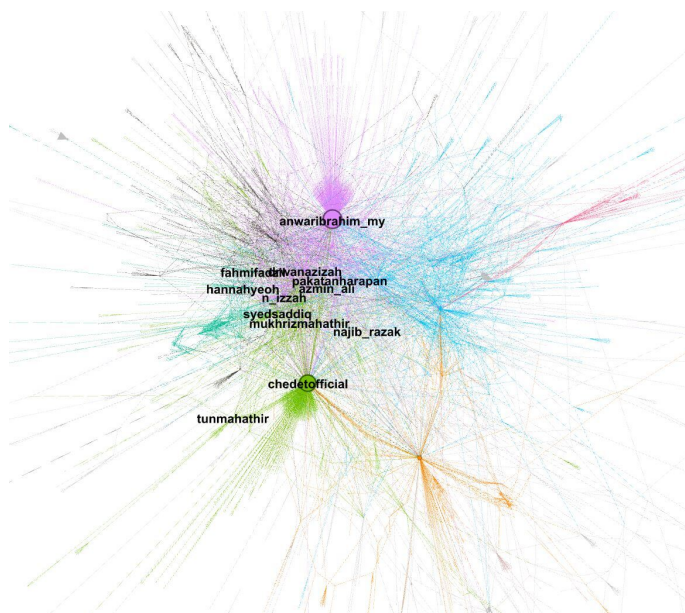 anwaribrahim_my
fahmifadzil
drwanazizah
pakatanharapan
hannahyeoh
azmin_ali
n_izzah
syedsaddiq
mukhrizmahathir
najib_razak
chedetofficial
tunmahathir